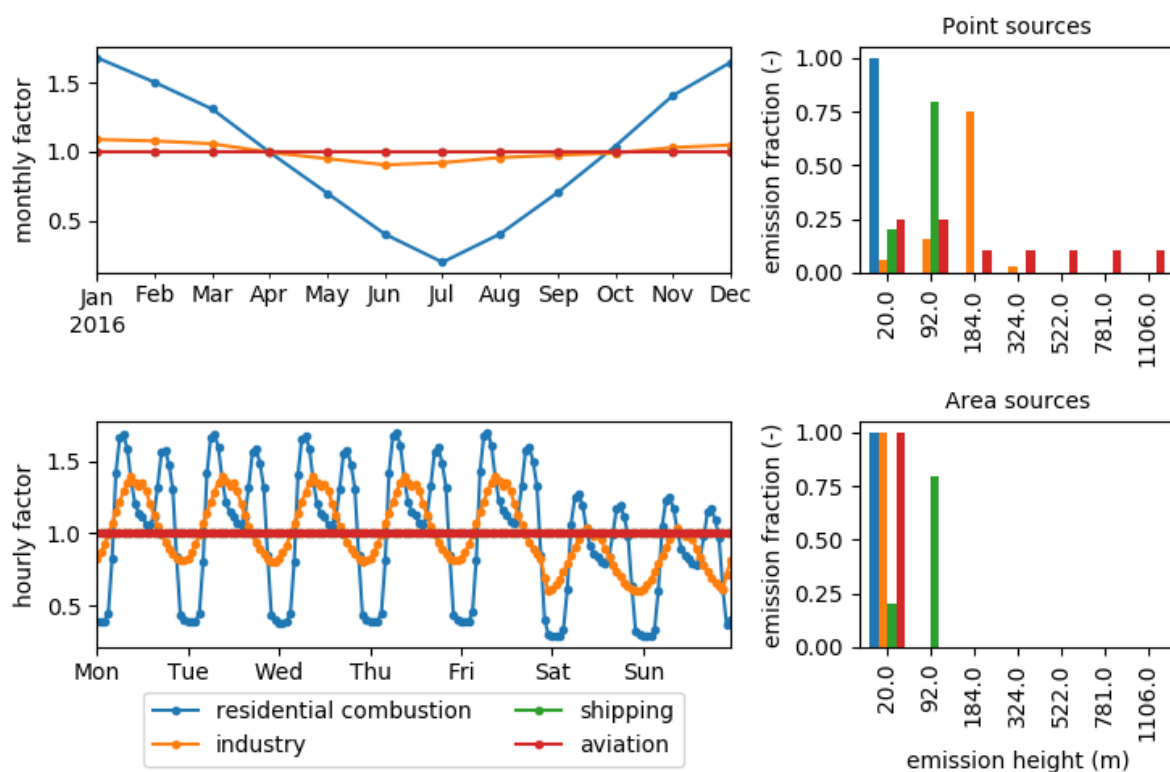 monthly factor
1.5
1.0
0.5
Jan Feb Mar Apr May Jun Jul Aug Sep Oct Nov Dec
2016
Point sources
emission fraction (-)
1.00
0.75
0.50
0.25
0.00
20.0 92.0 184.0 324.0 522.0 781.0 1106.0
hourly factor
1.5
1.0
0.5
Mon Tue Wed Thu Fri Sat Sun
residential combustion
industry
shipping
aviation
Area sources
emission fraction (-)
1.00
0.75
0.50
0.25
0.00
20.0 92.0 184.0 324.0 522.0 781.0 1106.0
emission height (m)